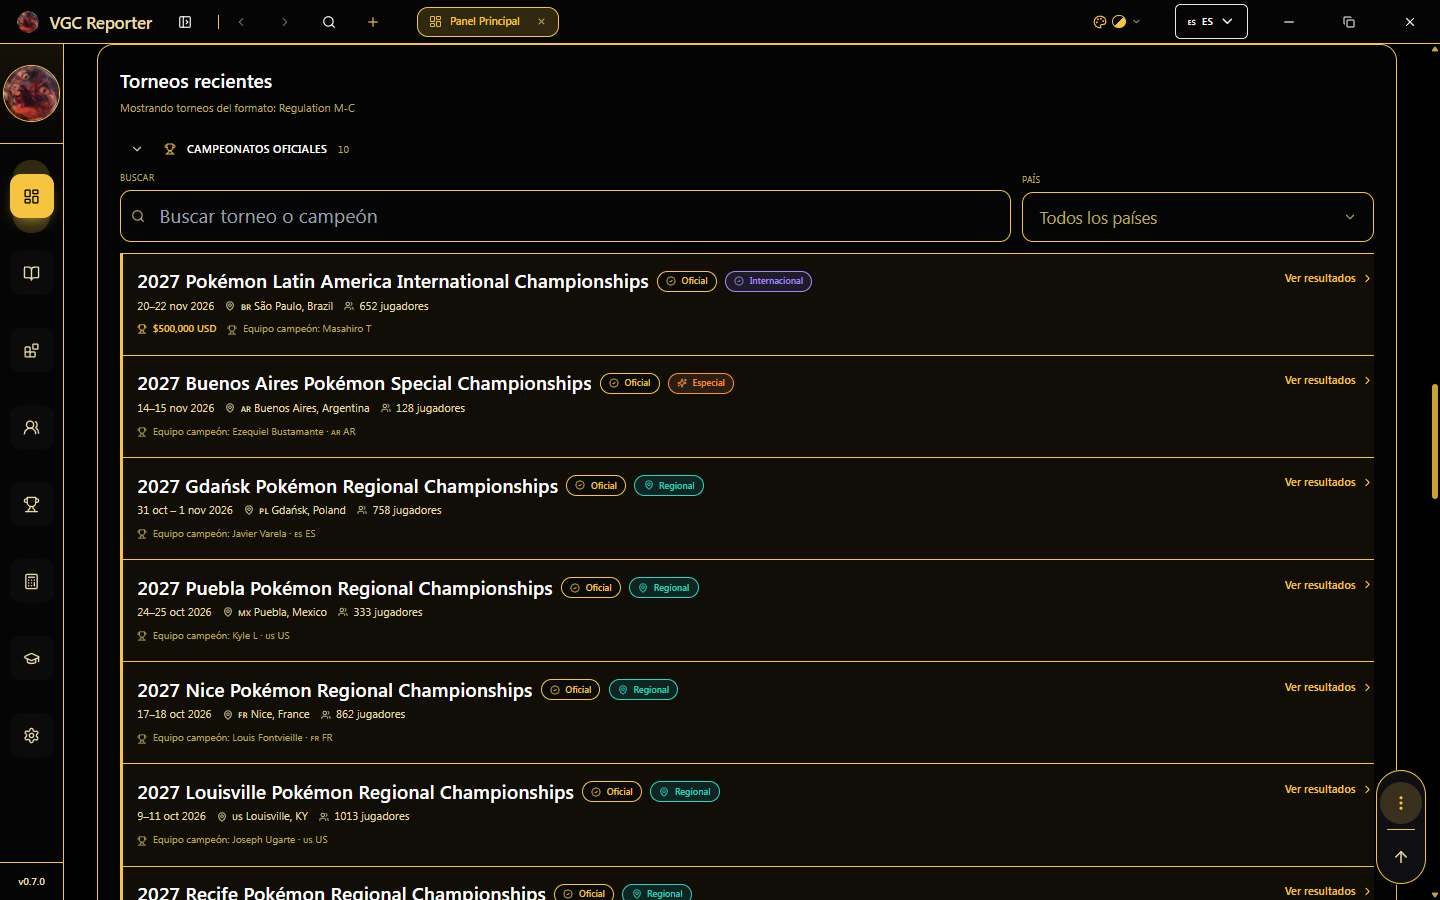 VGC Reporter
Panel Principal
ES ES
Torneos recientes
Mostrando torneos del formato: Regulation M-C
CAMPEONATOS OFICIALES 10
BUSCAR
PAÍS
Buscar torneo o campeón
Todos los países
2027 Pokémon Latin America International Championships Oficial Internacional Ver resultados
20–22 nov 2026 BR São Paulo, Brazil 652 jugadores
$500,000 USD Equipo campeón: Masahiro T
2027 Buenos Aires Pokémon Special Championships Oficial Especial Ver resultados
14–15 nov 2026 AR Buenos Aires, Argentina 128 jugadores
Equipo campeón: Ezequiel Bustamante · AR AR
2027 Gdańsk Pokémon Regional Championships Oficial Regional Ver resultados
31 oct – 1 nov 2026 PL Gdańsk, Poland 758 jugadores
Equipo campeón: Javier Varela · ES ES
2027 Puebla Pokémon Regional Championships Oficial Regional Ver resultados
24–25 oct 2026 MX Puebla, Mexico 333 jugadores
Equipo campeón: Kyle L · US US
2027 Nice Pokémon Regional Championships Oficial Regional Ver resultados
17–18 oct 2026 FR Nice, France 862 jugadores
Equipo campeón: Louis Fontvieille · FR FR
2027 Louisville Pokémon Regional Championships Oficial Regional Ver resultados
9–11 oct 2026 US Louisville, KY 1013 jugadores
Equipo campeón: Joseph Ugarte · US US
2027 Recife Pokémon Regional Championships Oficial Regional Ver resultados
v0.7.0